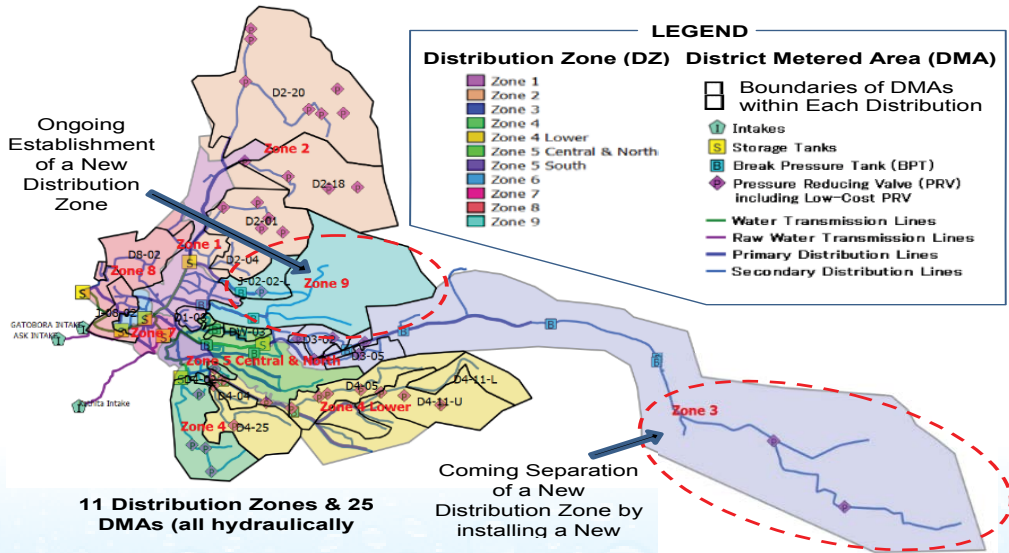 LEGEND
Distribution Zone (DZ)
Zone 1
Zone 2
Zone 3
Zone 4
Zone 4 Lower
Zone 5 Central & North
Zone 5 South
Zone 6
Zone 7
Zone 8
Zone 9
District Metered Area (DMA)
Boundaries of DMAs
within Each Distribution
I Intakes
S Storage Tanks
B Break Pressure Tank (BPT)
P Pressure Reducing Valve (PRV)
including Low-Cost PRV
Water Transmission Lines
Raw Water Transmission Lines
Primary Distribution Lines
Secondary Distribution Lines
Ongoing
Establishment
of a New
Distribution
Zone
D2-20
Zone 2
D2-18
D2-01
Zone 1
D2-04
D8-02
Zone 8
J-02-02-L
Zone 9
GATOBORA INTAKE
ASK INTAKE
Zone 7
DW-03
D3-05
Zone 5 Central & North
D4-04
D4-05
D4-11-L
Zone 4 Lower
D4-11-U
Zone 4
D4-25
Zone 3
Coming Separation
of a New
Distribution Zone by
installing a New
11 Distribution Zones & 25
DMAs (all hydraulically